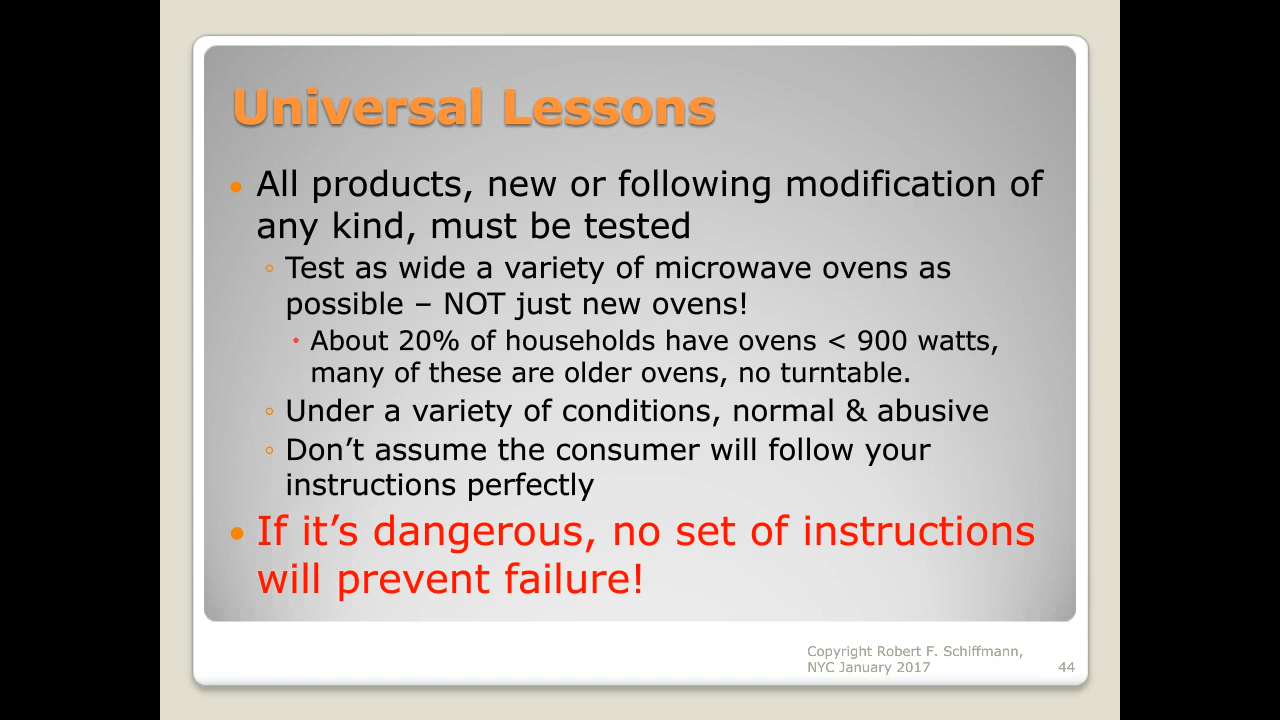 Universal Lessons
• All products, new or following modification of
any kind, must be tested
◦ Test as wide a variety of microwave ovens as
possible – NOT just new ovens!
• About 20% of households have ovens < 900 watts,
many of these are older ovens, no turntable.
◦ Under a variety of conditions, normal & abusive
◦ Don’t assume the consumer will follow your
instructions perfectly
• If it’s dangerous, no set of instructions
will prevent failure!
Copyright Robert F. Schiffmann,
NYC January 2017 44